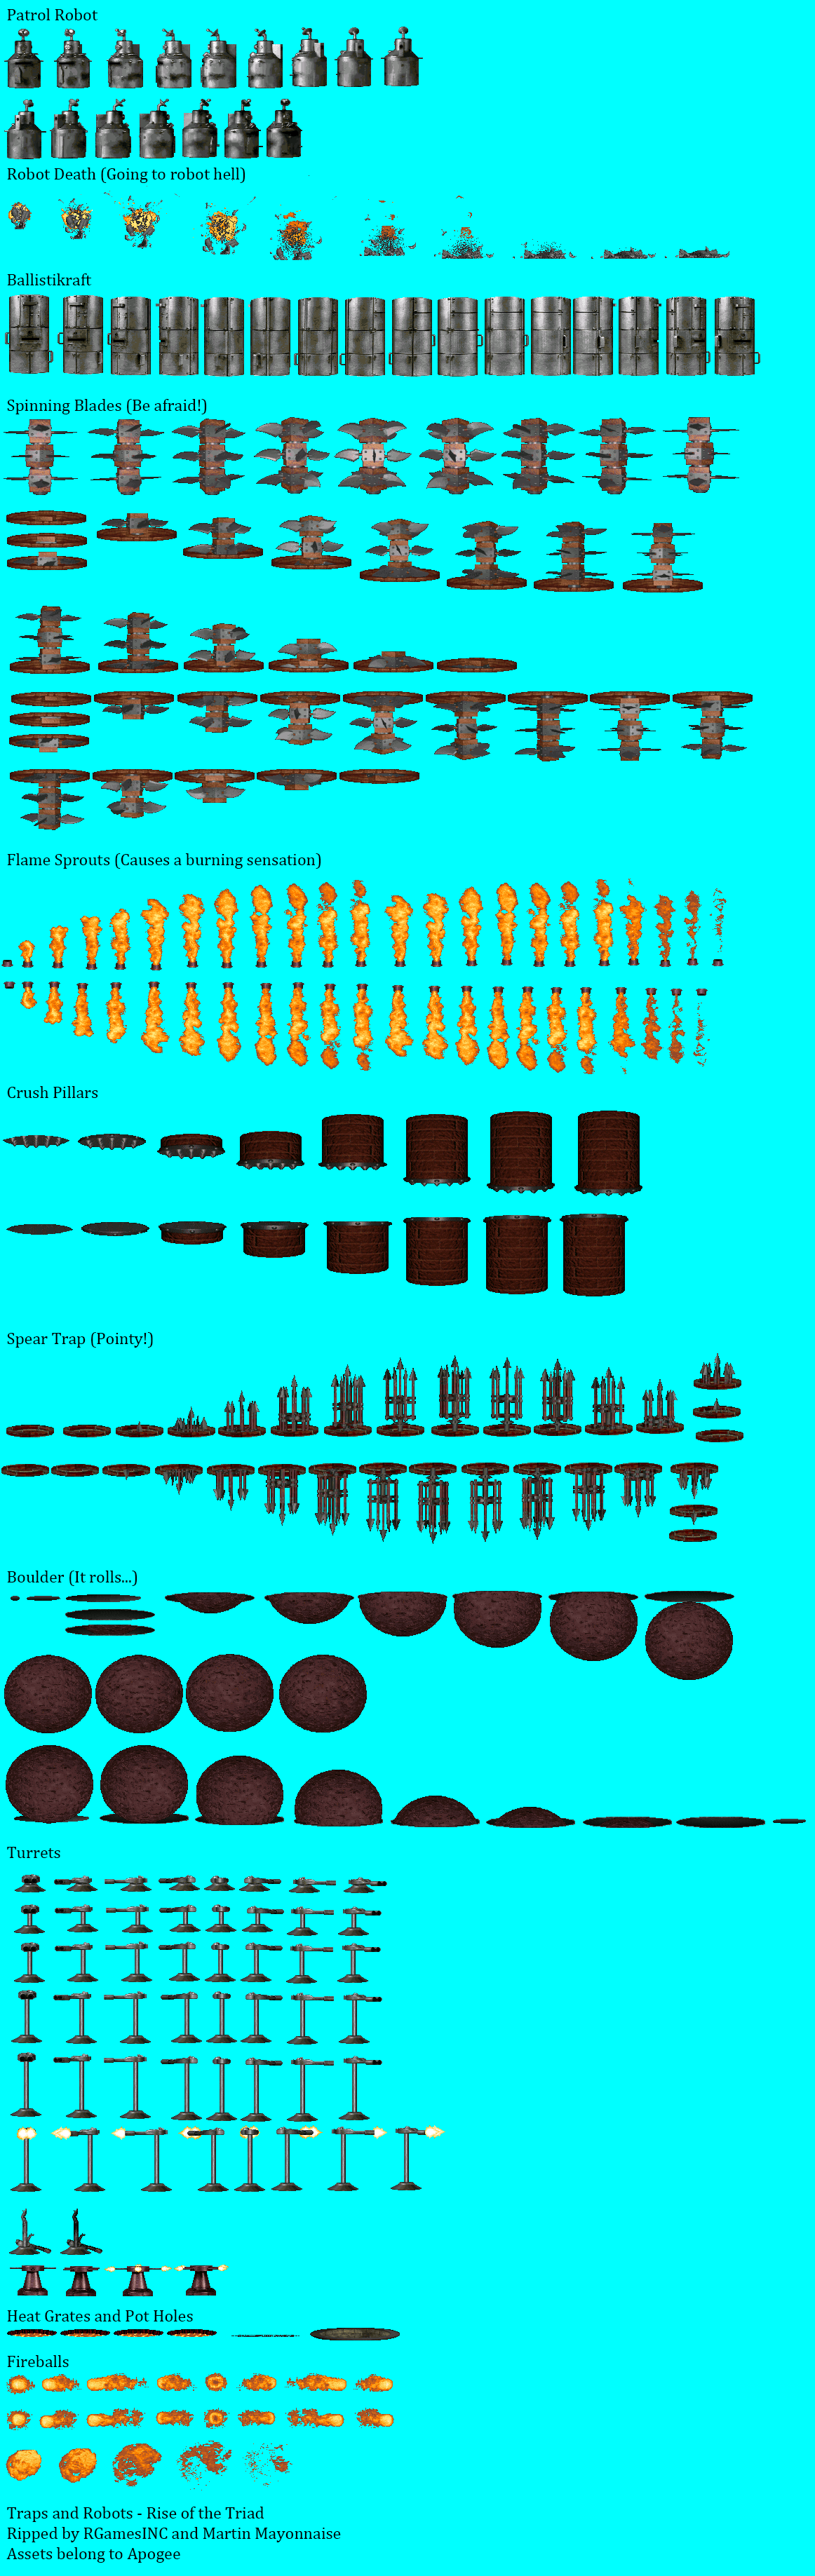 Patrol Robot
Robot Death (Going to robot hell)
Ballistikraft
Spinning Blades (Be afraid!)
Flame Sprouts (Causes a burning sensation)
Crush Pillars
Spear Trap (Pointy!)
Boulder (It rolls...)
Turrets
Heat Grates and Pot Holes
Fireballs
Traps and Robots - Rise of the Triad
Ripped by RGamesINC and Martin Mayonnaise
Assets belong to Apogee